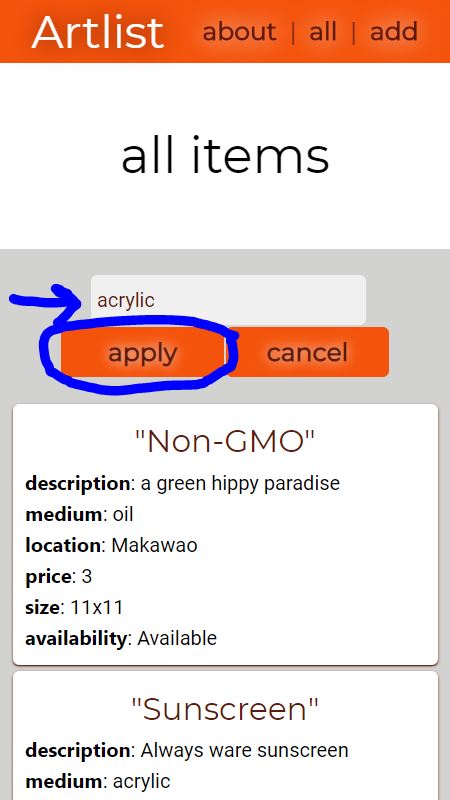 Artlist about | all | add
all items
acrylic
apply cancel
"Non-GMO"
description: a green hippy paradise
medium: oil
location: Makawao
price: 3
size: 11x11
availability: Available
"Sunscreen"
description: Always ware sunscreen
medium: acrylic